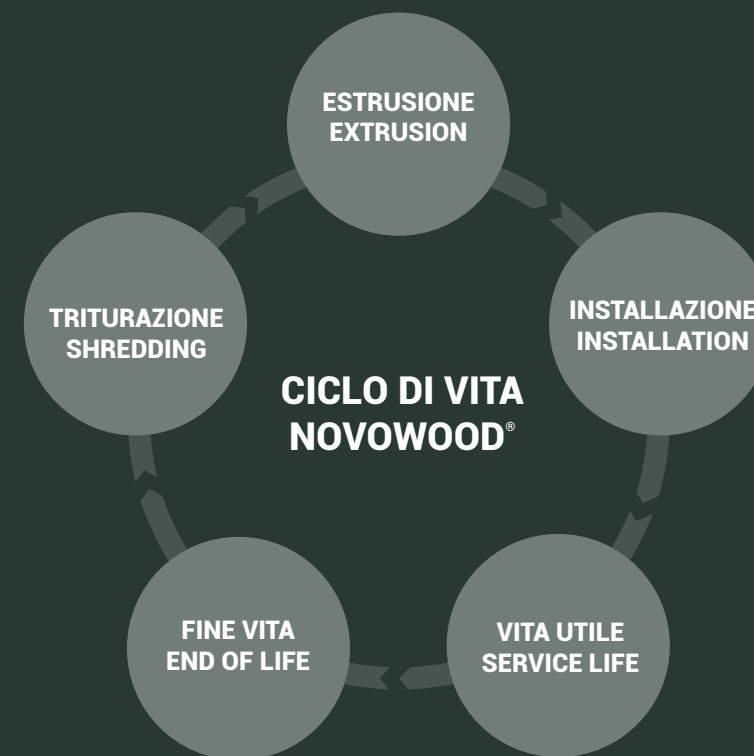 ESTRUSIONE
EXTRUSION
TRITURAZIONE
SHREDDING
INSTALLAZIONE
INSTALLATION
CICLO DI VITA
NOVOWOOD®
FINE VITA
END OF LIFE
VITA UTILE
SERVICE LIFE